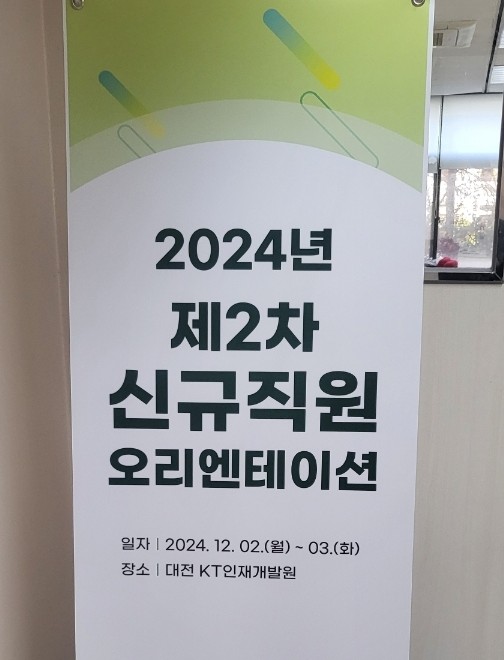 2024년
제2차
신규직원
오리엔테이션
일자 | 2024. 12. 02.(월) ~ 03.(화)
장소 | 대전 KT인재개발원